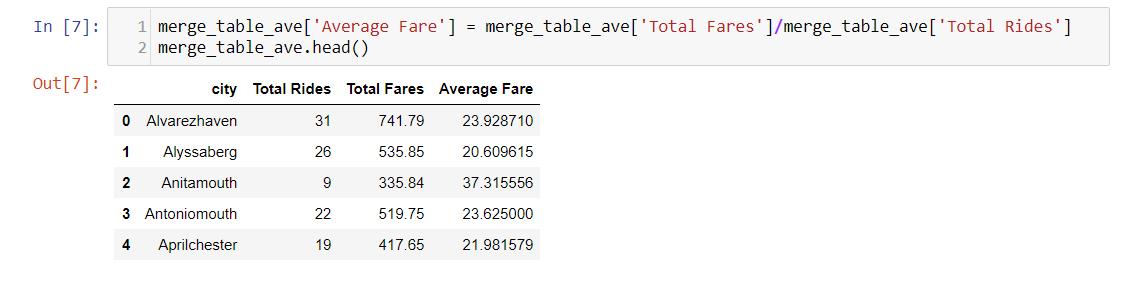 In [7]: 1 merge_table_ave['Average Fare'] = merge_table_ave['Total Fares']/merge_table_ave['Total Rides']
2 merge_table_ave.head()
Out[7]:
city Total Rides Total Fares Average Fare
0 Alvarezhaven 31 741.79 23.928710
1 Alyssaberg 26 535.85 20.609615
2 Anitamouth 9 335.84 37.315556
3 Antoniomouth 22 519.75 23.625000
4 Aprilchester 19 417.65 21.981579